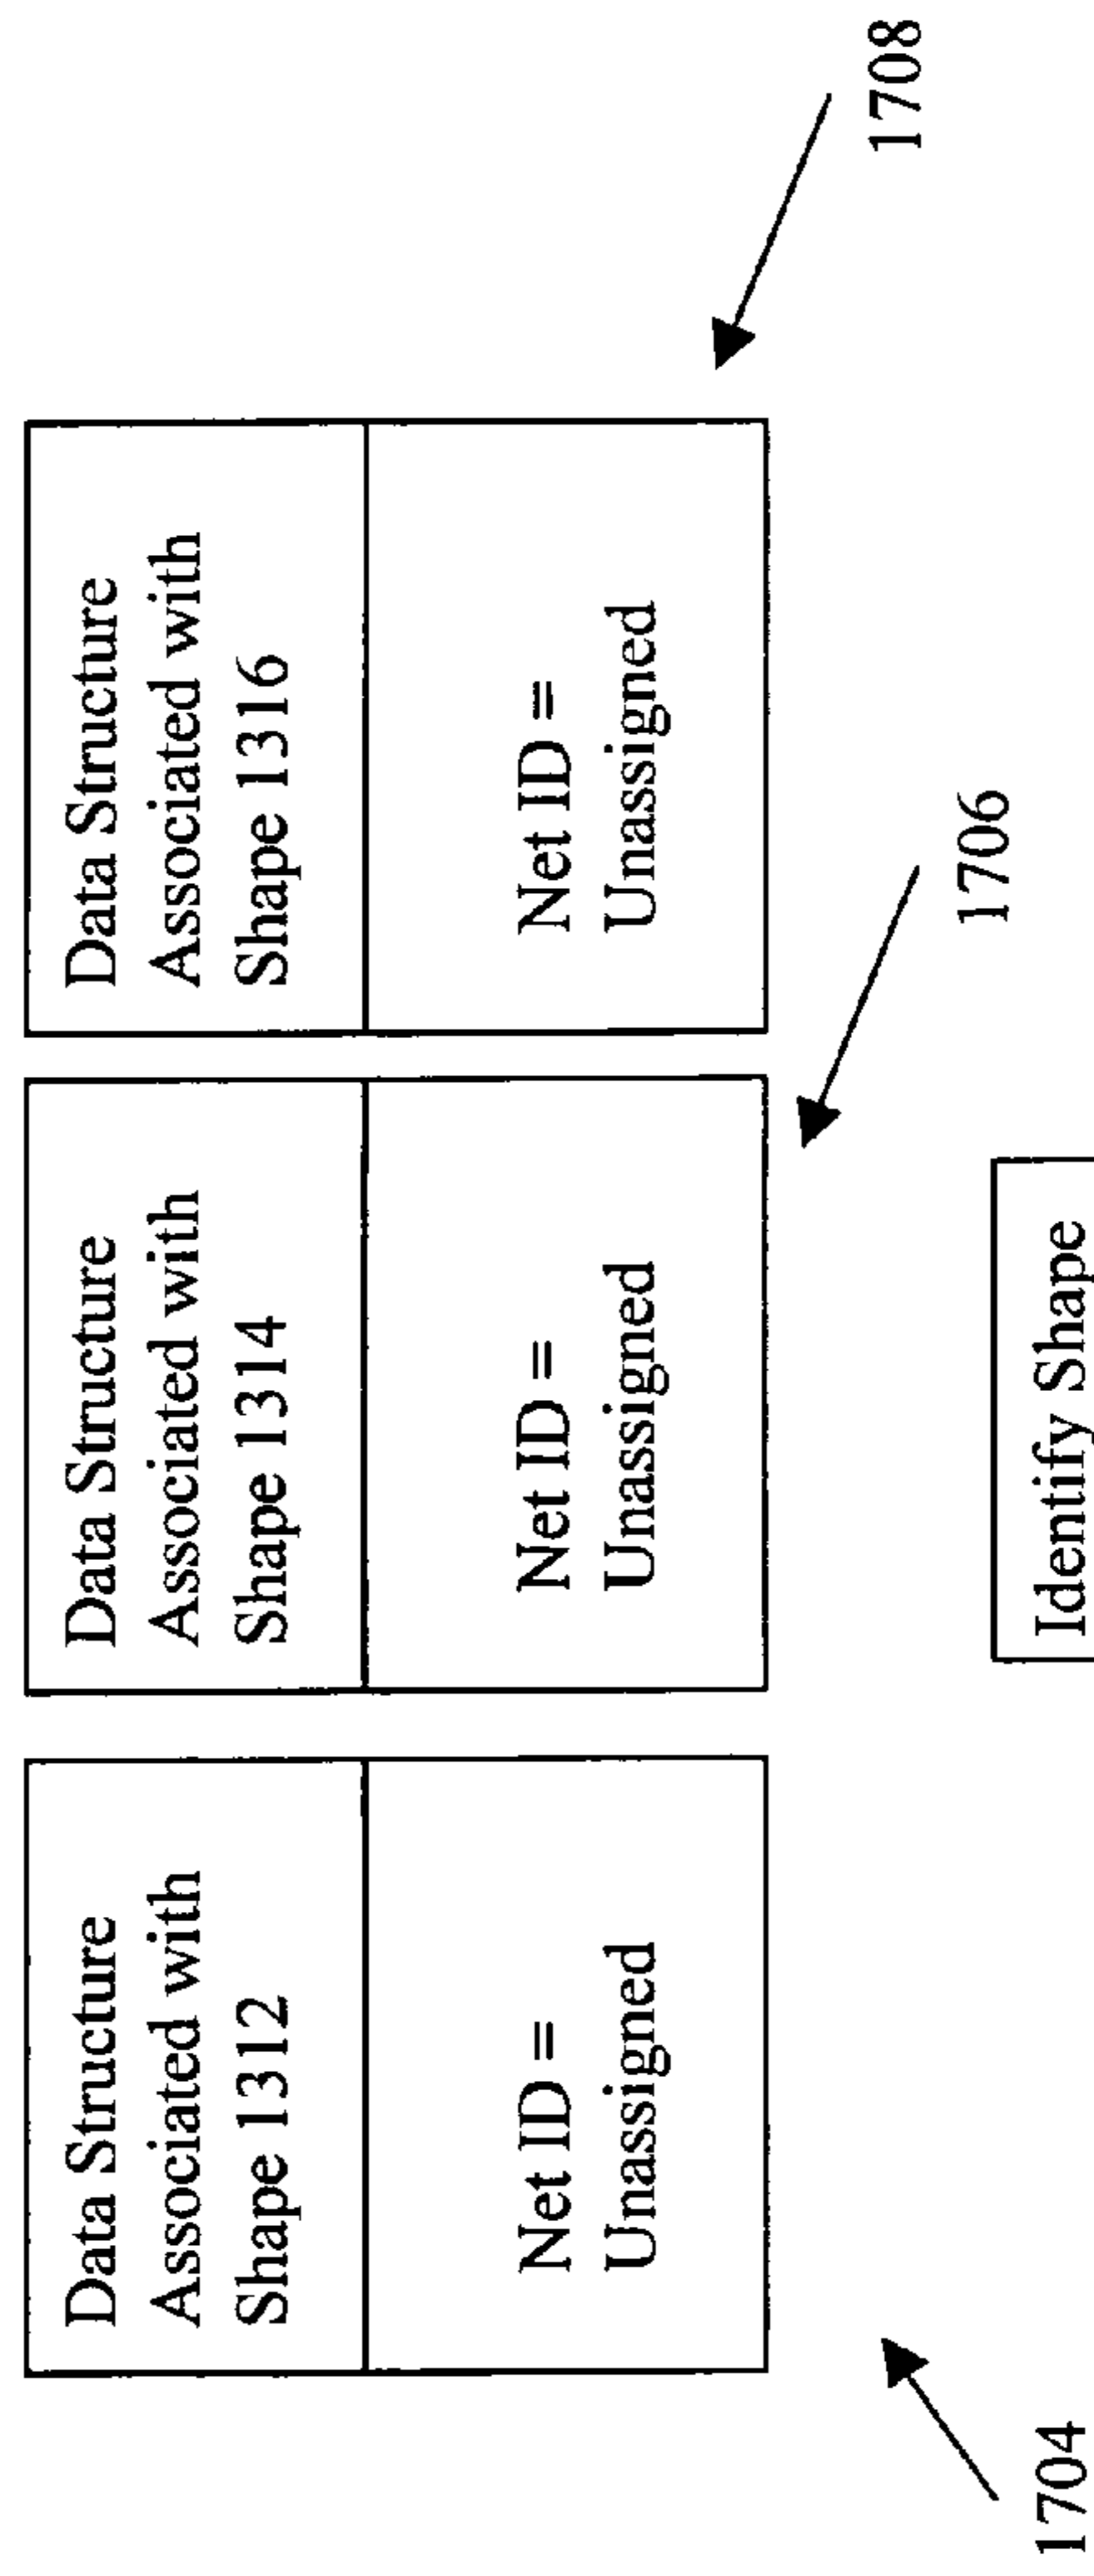 Data Structure
Associated with
Shape 1312
Net ID =
Unassigned
1704
Data Structure
Associated with
Shape 1314
Net ID =
Unassigned
1706
Data Structure
Associated with
Shape 1316
Net ID =
Unassigned
1708
Identify Shape